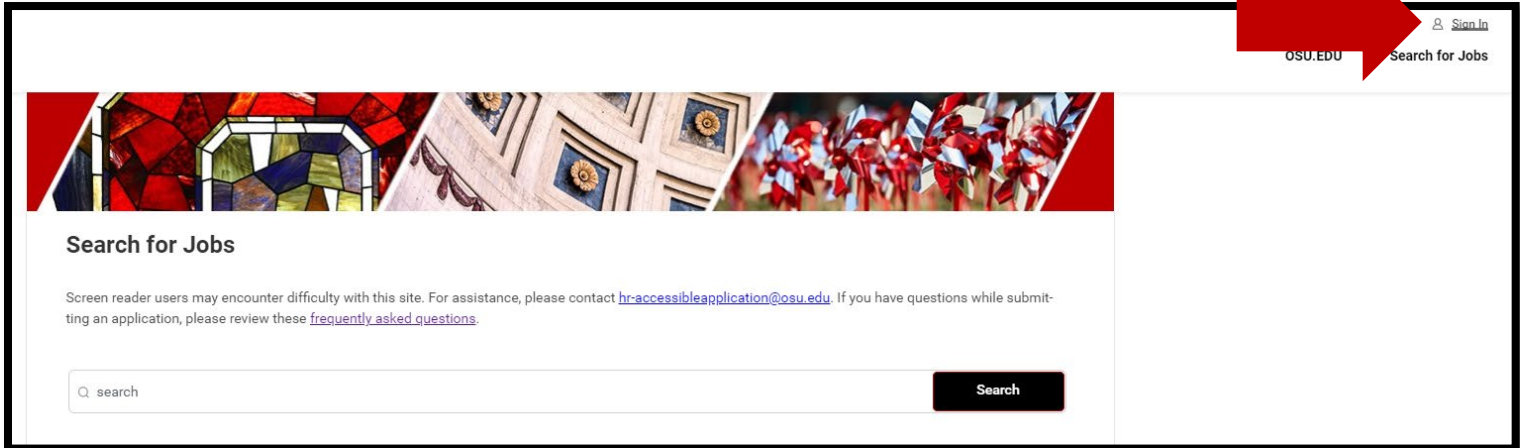 Sign In
OSU.EDU
Search for Jobs
Search for Jobs
Screen reader users may encounter difficulty with this site. For assistance, please contact hr-accessibleapplication@osu.edu. If you have questions while submit-
ting an application, please review these frequently asked questions.
search
Search